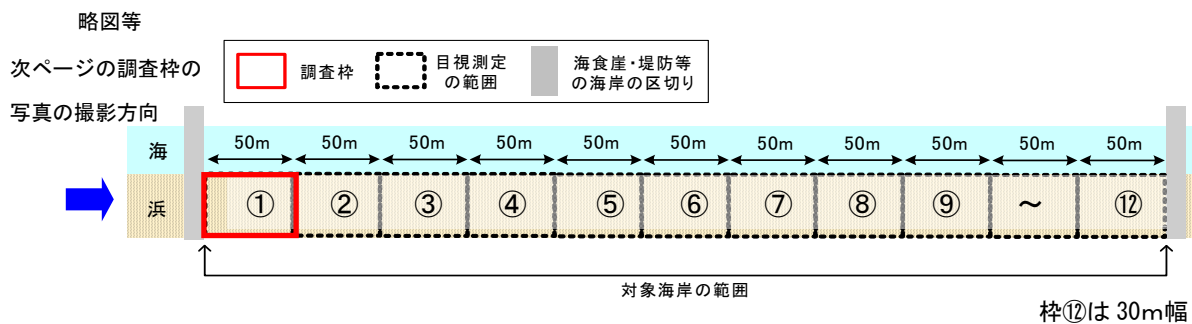 略図等
次ページの調査枠の
写真の撮影方向
調査枠
目視測定
の範囲
海食崖・堤防等
の海岸の区切り
海
50m 50m 50m 50m 50m 50m 50m 50m 50m 50m 50m
浜
① ② ③ ④ ⑤ ⑥ ⑦ ⑧ ⑨ ～ ⑫
対象海岸の範囲
枠⑫は 30m幅